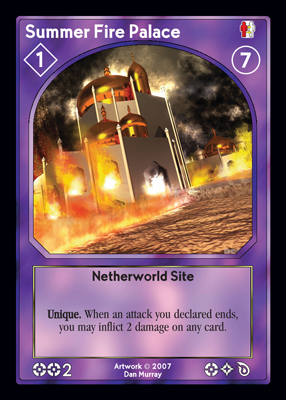 Summer Fire Palace
1
7
Netherworld Site
Unique. When an attack you declared ends,
you may inflict 2 damage on any card.
2
Artwork © 2007
Dan Murray